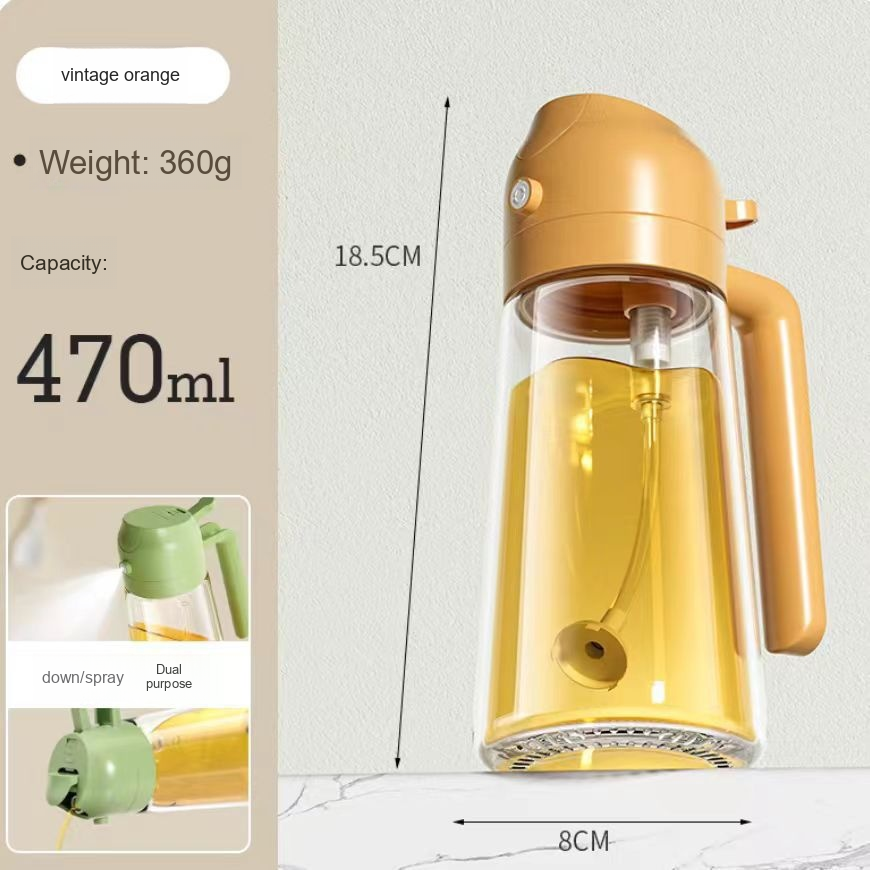 vintage orange
• Weight: 360g
Capacity:
470ml
18.5CM
down/spray
Dual
purpose
8CM